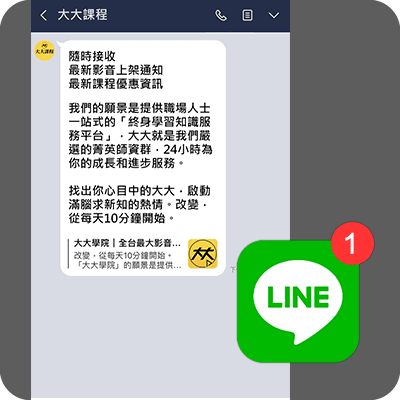 大大課程
大大課程
隨時接收
最新影音上架通知
最新課程優惠資訊
我們的願景是提供職場人士
一站式的「終身學習知識服
務平台」，大大就是我們嚴
選的菁英師資群，24小時為
你的成長和進步服務。
找出你心目中的大大，啟動
滿腦求新知的熱情。改變，
從每天10分鐘開始。
大大學院｜全台最大影音...
改變，從每天10分鐘開始。
「大大學院」的願景是提供...
大大
下
LINE
1